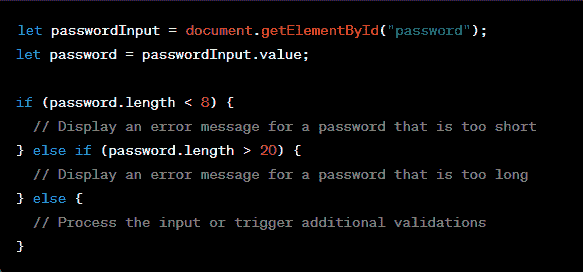 let passwordInput = document.getElementById("password");
let password = passwordInput.value;
if (password.length < 8) {
// Display an error message for a password that is too short
} else if (password.length > 20) {
// Display an error message for a password that is too long
} else {
// Process the input or trigger additional validations
}